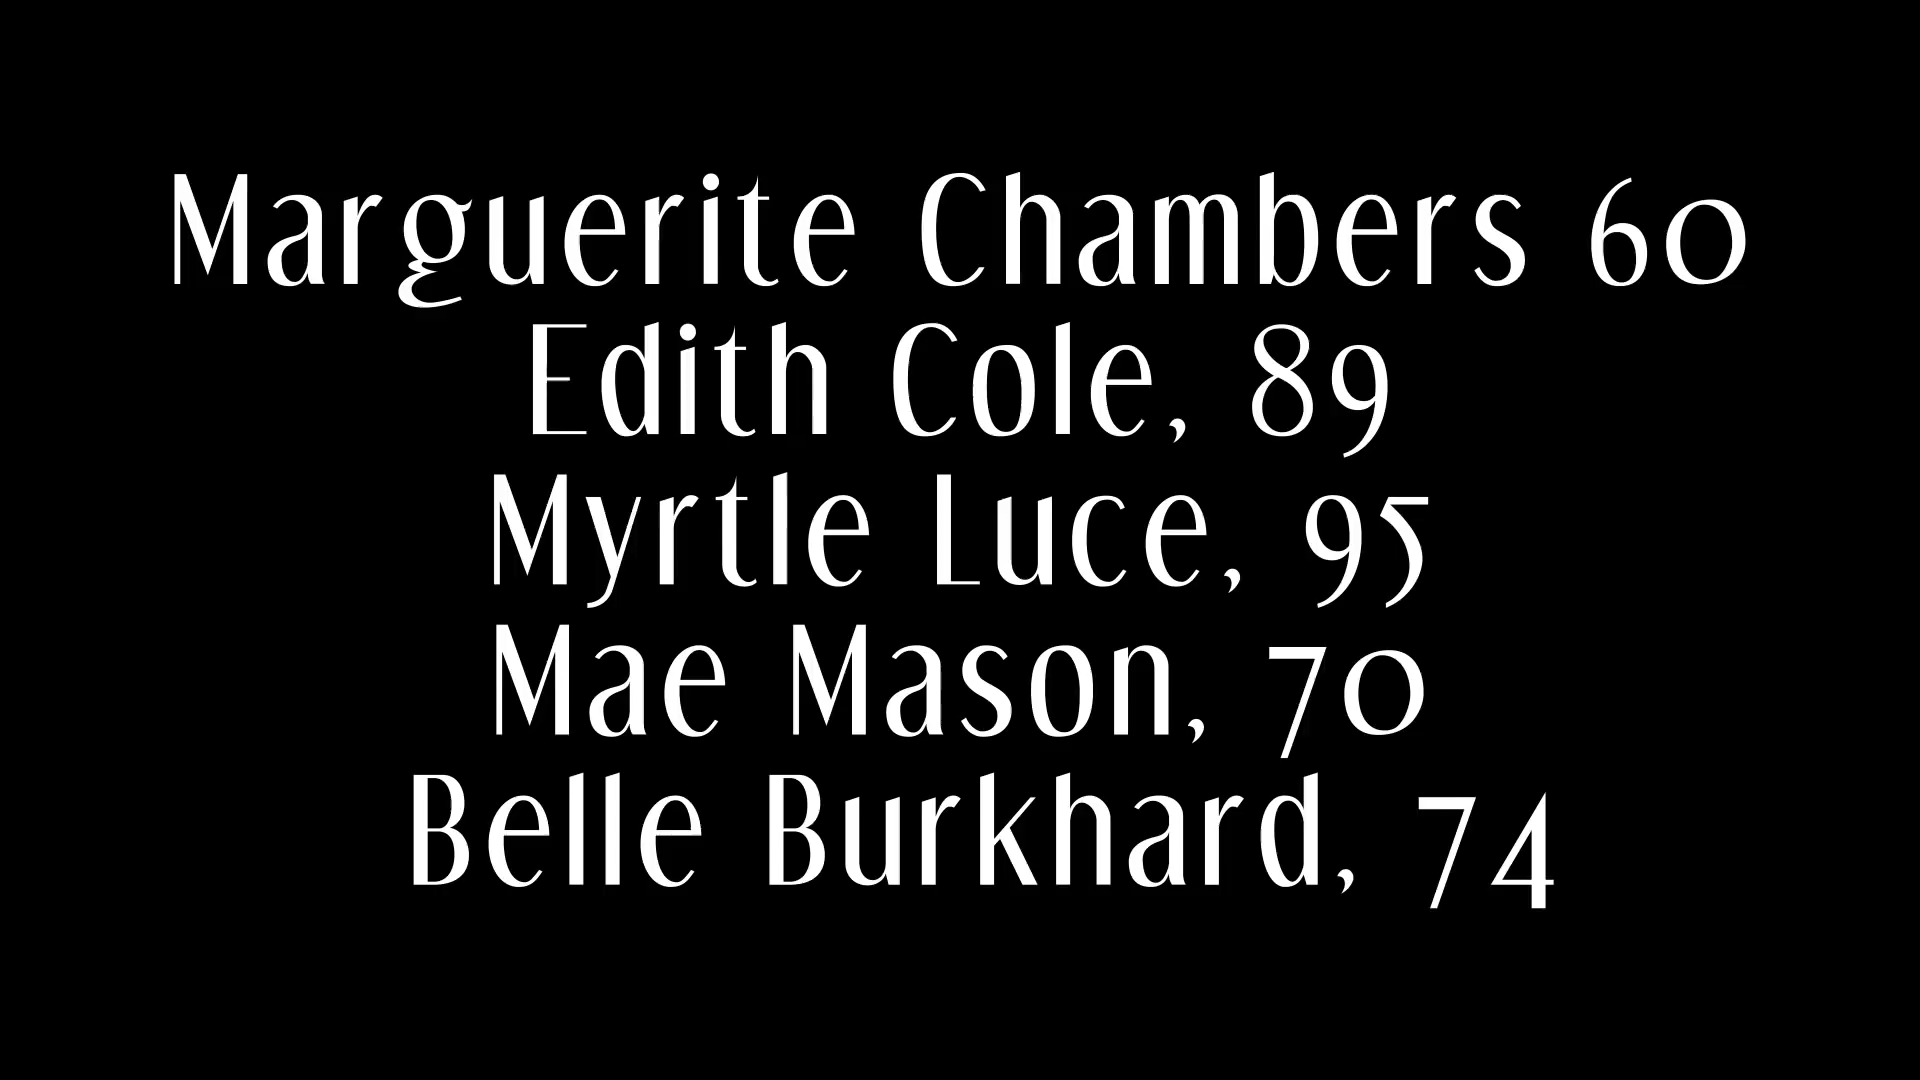 Marguerite Chambers 60
Edith Cole, 89
Myrtle Luce, 95
Mae Mason, 70
Belle Burkhard, 74